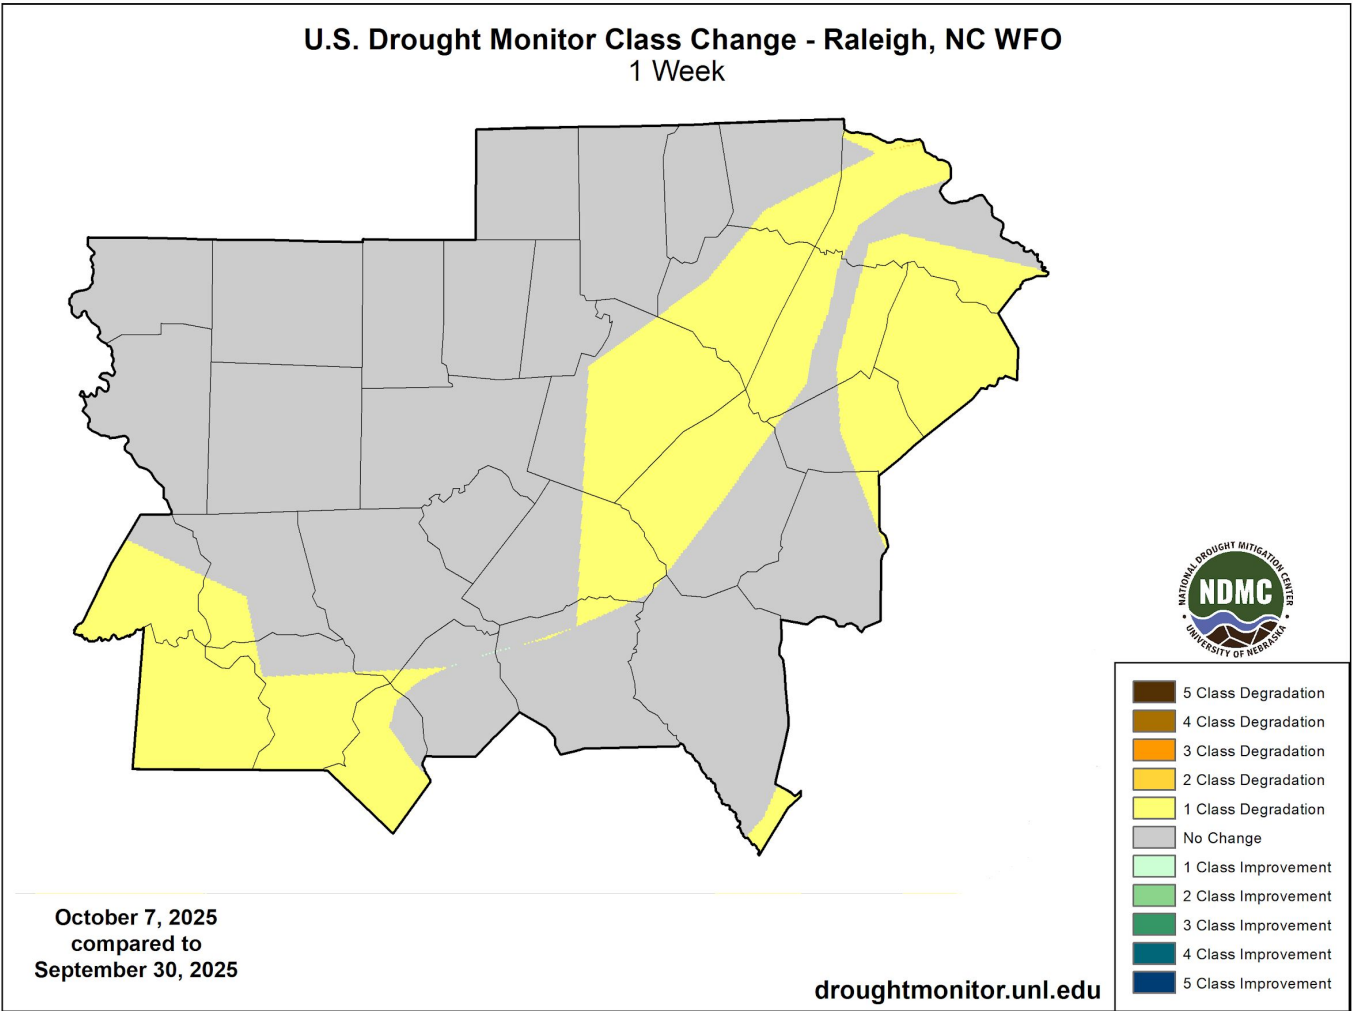 U.S. Drought Monitor Class Change - Raleigh, NC WFO
1 Week
NATIONAL DROUGHT MITIGATION CENTER
NDMC
UNIVERSITY OF NEBRASKA
5 Class Degradation
4 Class Degradation
3 Class Degradation
2 Class Degradation
1 Class Degradation
No Change
1 Class Improvement
2 Class Improvement
3 Class Improvement
4 Class Improvement
5 Class Improvement
October 7, 2025
compared to
September 30, 2025
droughtmonitor.unl.edu